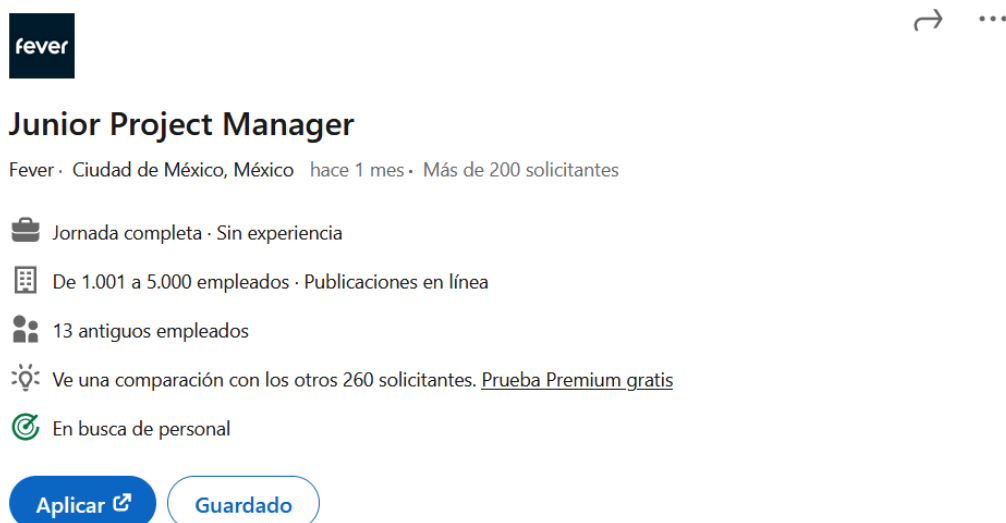 fever
Junior Project Manager
Fever · Ciudad de México, México hace 1 mes · Más de 200 solicitantes
Jornada completa · Sin experiencia
De 1.001 a 5.000 empleados · Publicaciones en línea
13 antiguos empleados
Ve una comparación con los otros 260 solicitantes. Prueba Premium gratis
En busca de personal
Aplicar Guardado